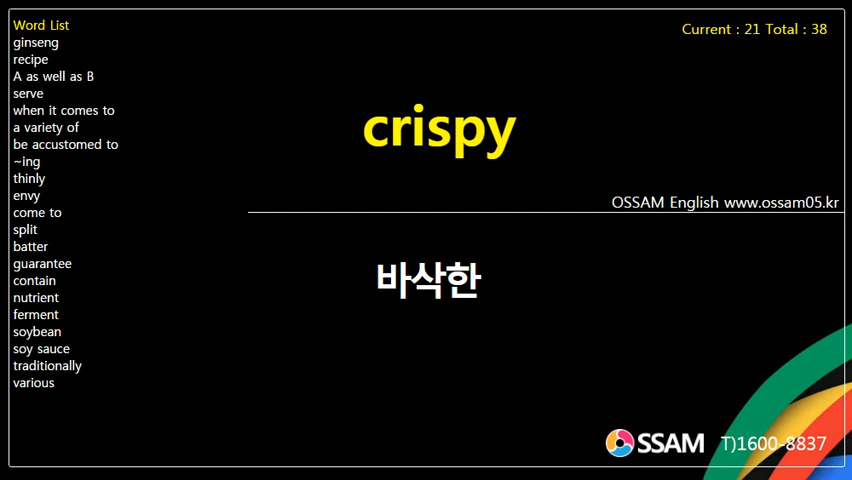 Word List
ginseng
recipe
A as well as B
serve
when it comes to
a variety of
be accustomed to
~ing
thinly
envy
come to
split
batter
guarantee
contain
nutrient
ferment
soybean
soy sauce
traditionally
various
Current : 21 Total : 38
crispy
OSSAM English www.ossam05.kr
바삭한
OSSAM T)1600-8837